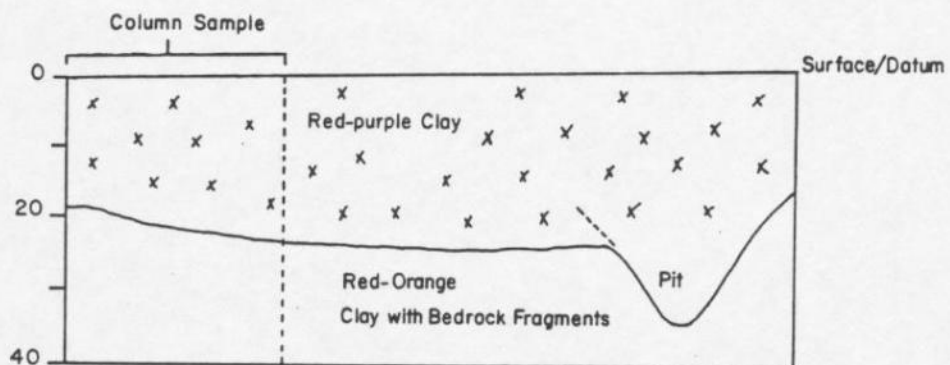 Column Sample
0
Surface/Datum
Red-purple Clay
20
Pit
Red-Orange
Clay with Bedrock Fragments
40